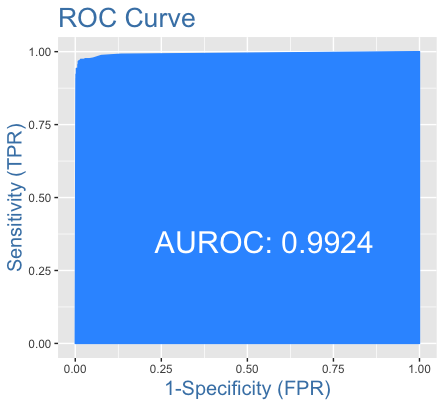 ROC Curve
Sensitivity (TPR)
1.00
0.75
0.50
0.25
0.00
AUROC: 0.9924
0.00 0.25 0.50 0.75 1.00
1-Specificity (FPR)